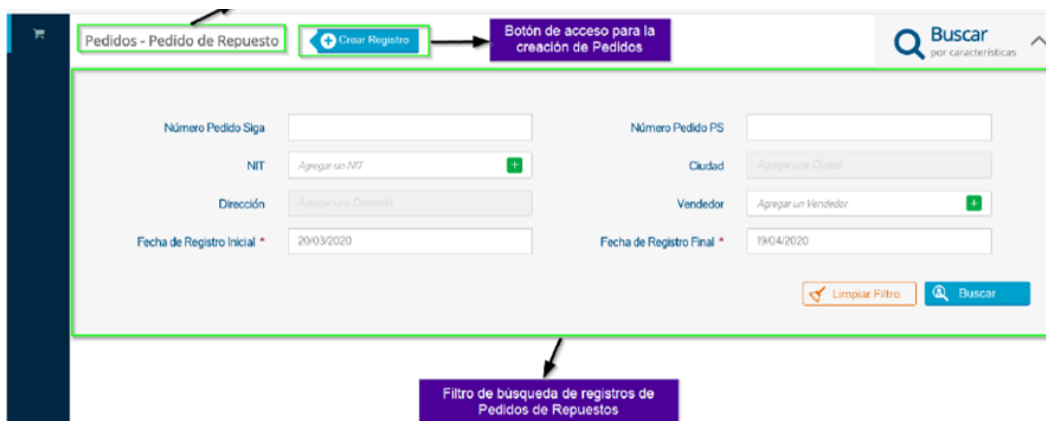 Pedidos - Pedido de Repuesto
Crear Registro
Botón de acceso para la
creación de Pedidos
Buscar
por características
Número Pedido Siga
Número Pedido PS
NIT
Agregar un NIT
Ciudad
Agregar una Ciudad
Dirección
Agregar una Dirección
Vendedor
Agregar un Vendedor
Fecha de Registro Inicial *
20/03/2020
Fecha de Registro Final *
19/04/2020
Limpiar Filtro
Buscar
Filtro de búsqueda de registros de
Pedidos de Repuestos